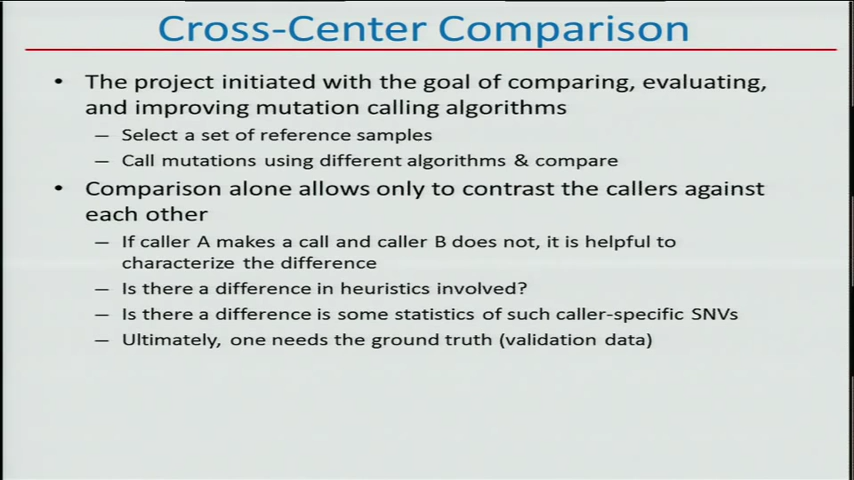 Cross-Center Comparison
• The project initiated with the goal of comparing, evaluating,
and improving mutation calling algorithms
– Select a set of reference samples
– Call mutations using different algorithms & compare
• Comparison alone allows only to contrast the callers against
each other
– If caller A makes a call and caller B does not, it is helpful to
characterize the difference
– Is there a difference in heuristics involved?
– Is there a difference is some statistics of such caller-specific SNVs
– Ultimately, one needs the ground truth (validation data)